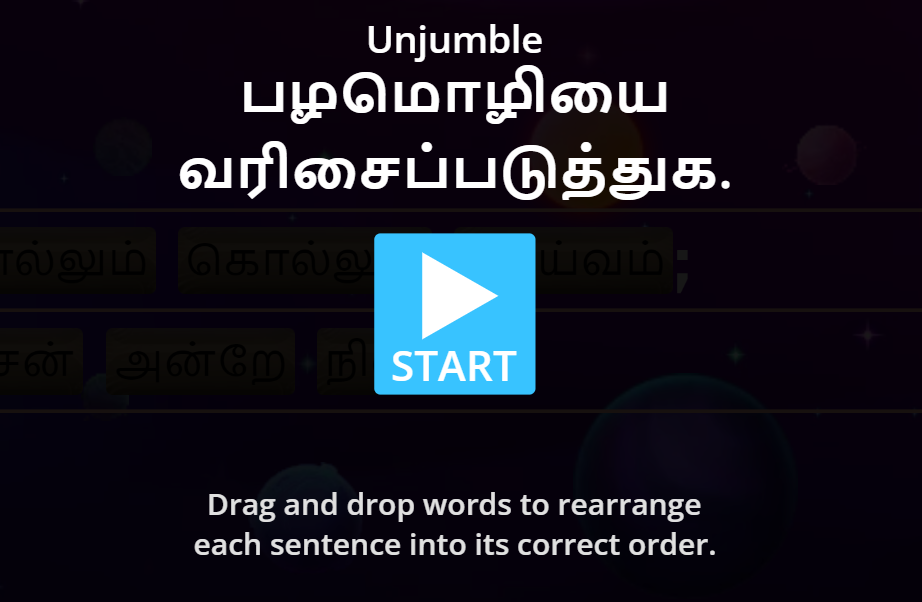 Unjumble
பழமொழியை
வரிசைப்படுத்துக.
;
அன்றே
START
Drag and drop words to rearrange
each sentence into its correct order.